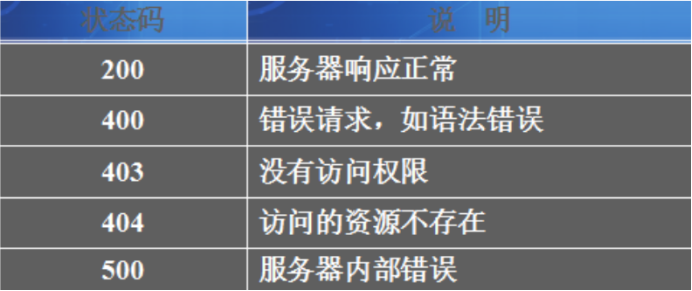 状态码 说 明
200 服务器响应正常
400 错误请求，如语法错误
403 没有访问权限
404 访问的资源不存在
500 服务器内部错误